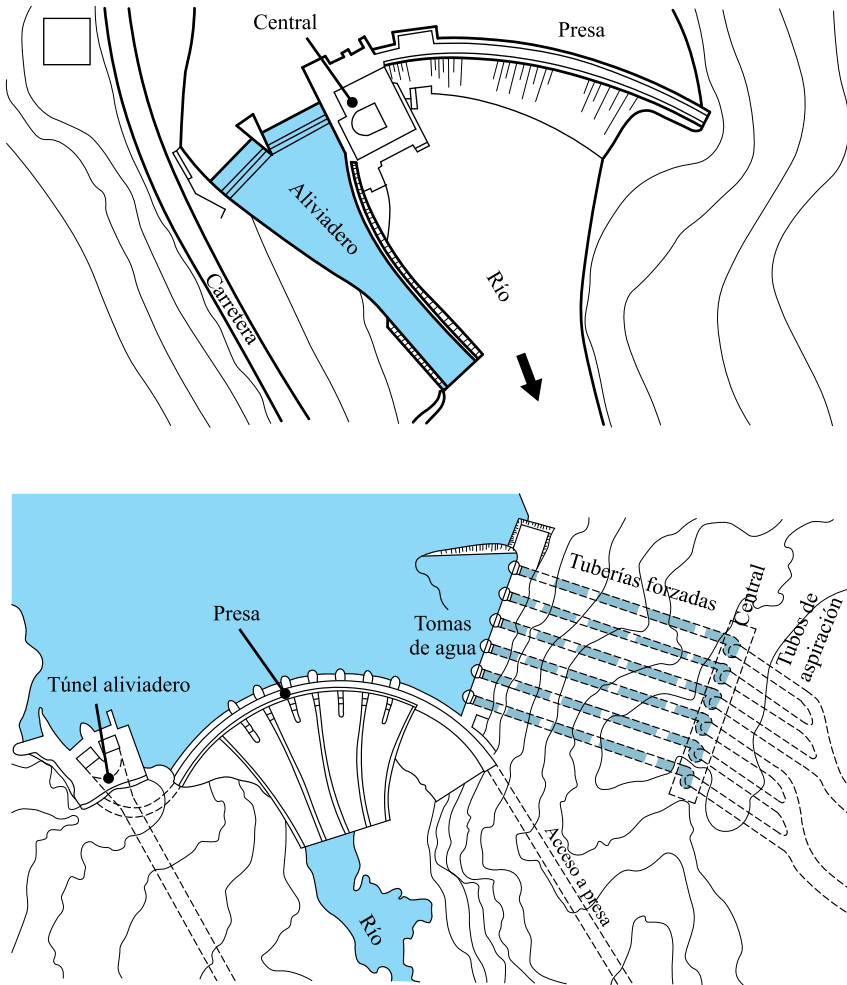 Central
Presa
Aliviadero
Río
Carretera
Tuberías forzadas
Central
Tubos de
aspiración
Presa
Tomas
de agua
Túnel aliviadero
Acceso a presa
Río